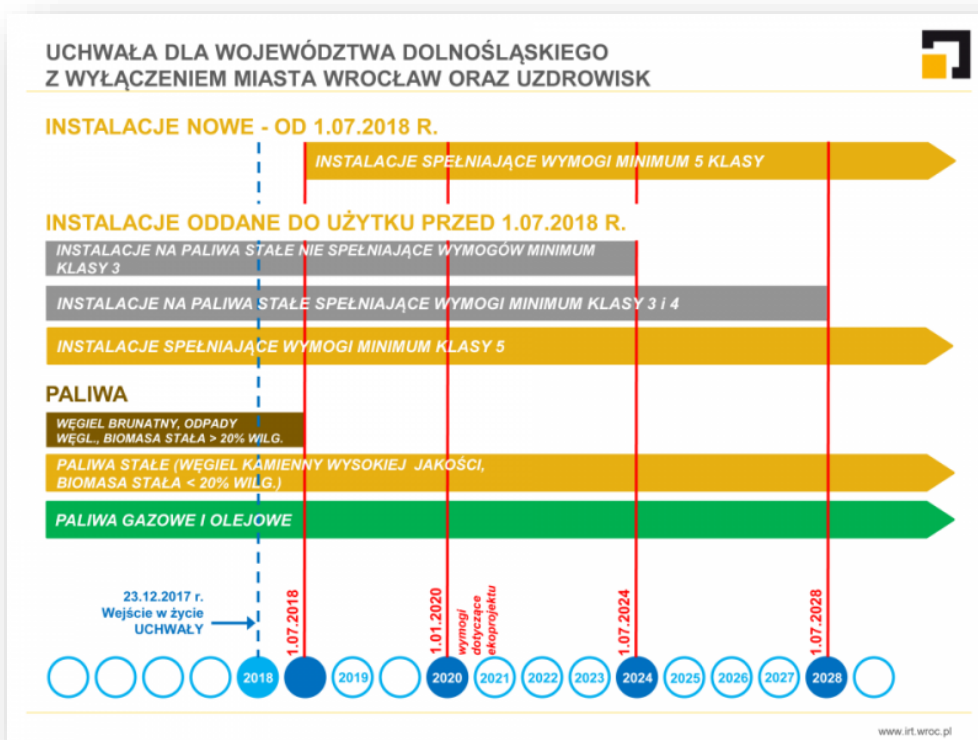 UCHWAŁA DLA WOJEWÓDZTWA DOLNOŚLĄSKIEGO
Z WYŁĄCZENIEM MIASTA WROCŁAW ORAZ UZDROWISK
INSTALACJE NOWE - OD 1.07.2018 R.
INSTALACJE SPEŁNIAJĄCE WYMOGI MINIMUM 5 KLASY
INSTALACJE ODDANE DO UŻYTKU PRZED 1.07.2018 R.
INSTALACJE NA PALIWA STAŁE NIE SPEŁNIAJĄCE WYMOGÓW MINIMUM
KLASY 3
INSTALACJE NA PALIWA STAŁE SPEŁNIAJĄCE WYMOGI MINIMUM KLASY 3 i 4
INSTALACJE SPEŁNIAJĄCE WYMOGI MINIMUM KLASY 5
PALIWA
WĘGIEL BRUNATNY, ODPADY
WĘGL., BIOMASA STAŁA > 20% WILG.
PALIWA STAŁE (WĘGIEL KAMIENNY WYSOKIEJ JAKOŚCI,
BIOMASA STAŁA < 20% WILG.)
PALIWA GAZOWE I OLEJOWE
23.12.2017 r.
Wejście w życie
UCHWAŁY
1.07.2018
1.01.2020
wymogi
dotyczące
ekoprojektu
1.07.2024
1.07.2028
2018
2019
2020
2021
2022
2023
2024
2025
2026
2027
2028
www.irt.wroc.pl